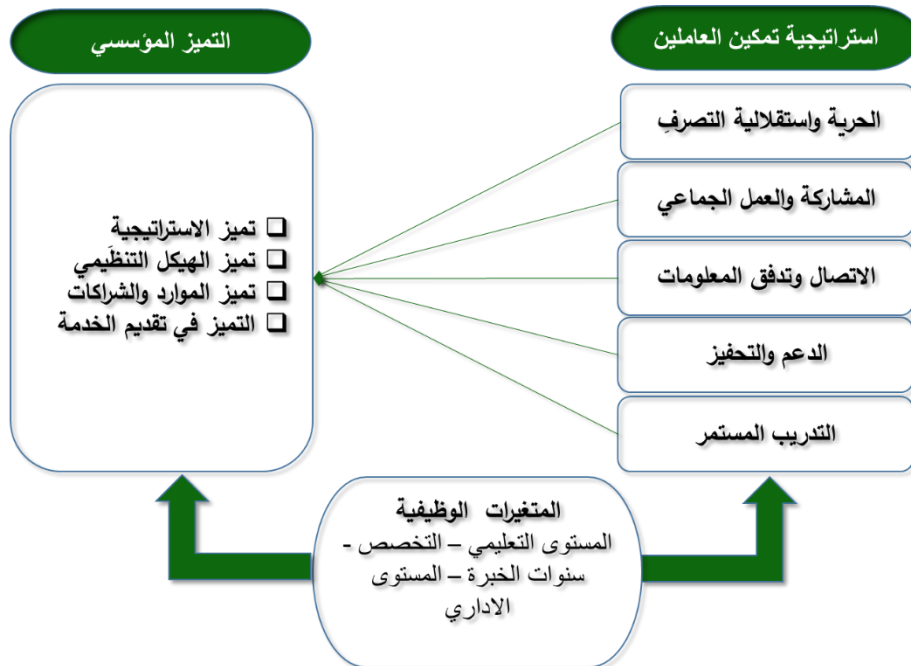 استراتيجية تمكين العاملين
التميز المؤسسي
الحرية واستقلالية التصرفِ
المشاركة والعمل الجماعي
الاتصال وتدفق المعلومات
الدعم والتحفيز
التدريب المستمر
❑ تميز الاستراتيجية
❑ تميز الهيكل التنظَيمي
❑ تميز الموارد والشراكات
❑ التميز في تقديم الخدمة
المتغيرات الوظيفية
المستوى التعليمي – التخصص -
سنوات الخبرة – المستوى
الاداري